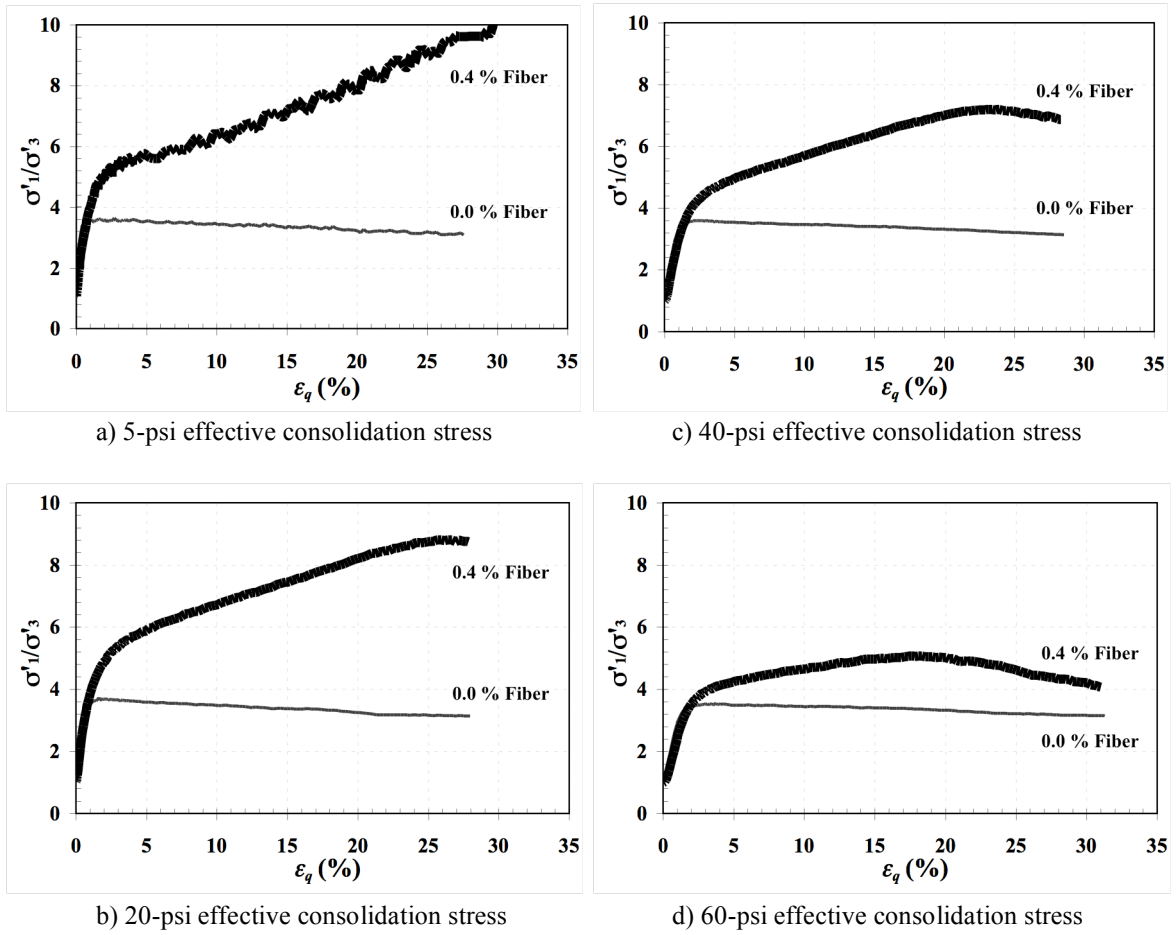 10
8
6
4
2
0
σ'1/σ'3
0.4 % Fiber
0.0 % Fiber
0 5 10 15 20 25 30 35
εq (%)
a) 5-psi effective consolidation stress
10
8
6
4
2
0
σ'1/σ'3
0.4 % Fiber
0.0 % Fiber
0 5 10 15 20 25 30 35
εq (%)
c) 40-psi effective consolidation stress
10
8
6
4
2
0
σ'1/σ'3
0.4 % Fiber
0.0 % Fiber
0 5 10 15 20 25 30 35
εq (%)
b) 20-psi effective consolidation stress
10
8
6
4
2
0
σ'1/σ'3
0.4 % Fiber
0.0 % Fiber
0 5 10 15 20 25 30 35
εq (%)
d) 60-psi effective consolidation stress